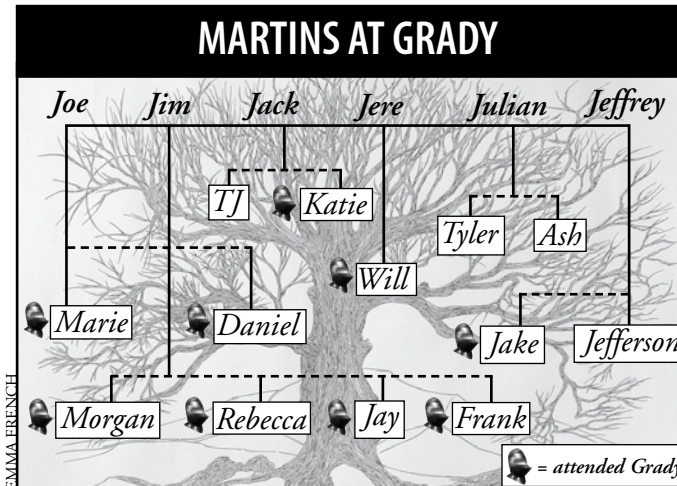 MARTINS AT GRADY
Joe Jim Jack Jere Julian Jeffrey
TJ Katie
Tyler Ash
Will
Marie Daniel
Jake Jefferson
Morgan Rebecca Jay Frank
= attended Grady
EMMA FRENCH